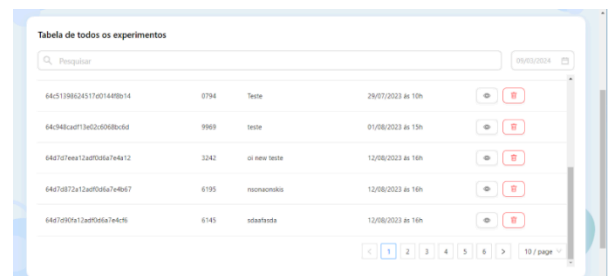 Tabela de todos os experimentos
Pesquisar 05/03/2024
64c51398624517d0144f8b14 0794 Teste 29/07/2023 às 10h
64c948cadf13e02c6068bc6d 9969 teste 01/08/2023 às 15h
64d7d7eea12adf0d6a7e4a12 3242 oi new teste 12/08/2023 às 16h
64d7d872a12adf0d6a7e4b67 6195 nsonaonskis 12/08/2023 às 16h
64d7d90fa12adf0d6a7e4cf6 6145 sdaafasda 12/08/2023 às 16h
< 1 2 3 4 5 6 > 10 / page